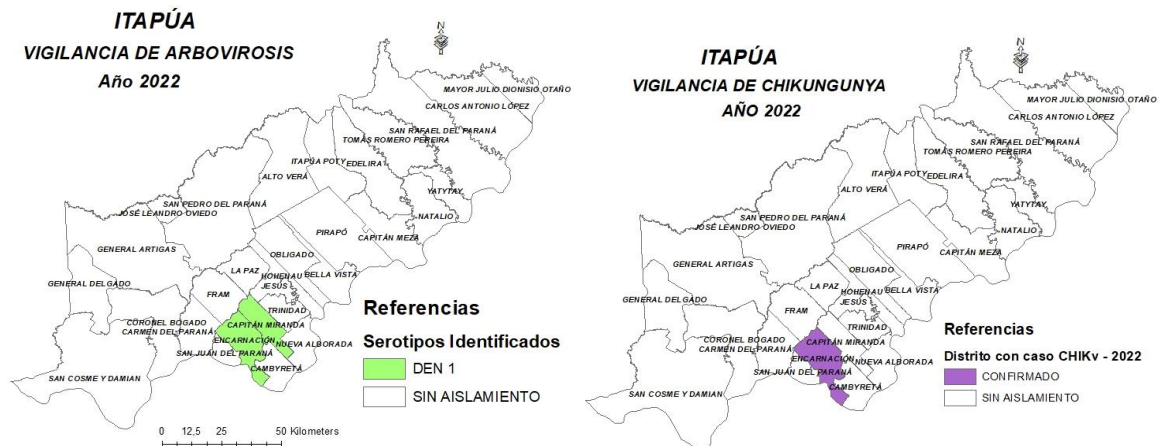 ITAPÚA
VIGILANCIA DE ARBOVIROSIS
Año 2022
N
MAYOR JULIO DIONISIO OTAÑO
CARLOS ANTONIO LÓPEZ
SAN RAFAEL DEL PARANÁ
TOMÁS ROMERO PEREIRA
ITAPÚA POTY
EDELIRA
ALTO VERÁ
YATYTAY
SAN PEDRO DEL PARANÁ
NATALIO
JOSÉ LEANDRO OVIEDO
PIRAPÓ
CAPITÁN MEZA
GENERAL ARTIGAS
OBLIGADO
LA PAZ
HOHENAU
BELLA VISTA
JESÚS
GENERAL DELGADO
FRAM
TRINIDAD
CORONEL BOGADO
CAPITÁN MIRANDA
CARMEN DEL PARANÁ
ENCARNACIÓN
NUEVA ALBORADA
SAN JUÁN DEL PARANÁ
CAMBYRETÁ
SAN COSME Y DAMIAN
Referencias
Serotipos Identificados
DEN 1
SIN AISLAMIENTO
0 12,5 25 50 Kilometers
ITAPÚA
VIGILANCIA DE CHIKUNGUNYA
AÑO 2022
N
MAYOR JULIO DIONISIO OTAÑO
CARLOS ANTONIO LÓPEZ
SAN RAFAEL DEL PARANÁ
TOMÁS ROMERO PEREIRA
ITAPÚA POTY
EDELIRA
ALTO VERÁ
YATYTAY
SAN PEDRO DEL PARANÁ
NATALIO
JOSÉ LEANDRO OVIEDO
PIRAPÓ
CAPITÁN MEZA
GENERAL ARTIGAS
OBLIGADO
LA PAZ
HOHENAU
BELLA VISTA
JESÚS
GENERAL DELGADO
FRAM
TRINIDAD
CORONEL BOGADO
CAPITÁN MIRANDA
CARMEN DEL PARANÁ
ENCARNACIÓN
NUEVA ALBORADA
SAN JUÁN DEL PARANÁ
CAMBYRETÁ
SAN COSME Y DAMIAN
Referencias
Distrito con caso CHIKv - 2022
CONFIRMADO
SIN AISLAMIENTO